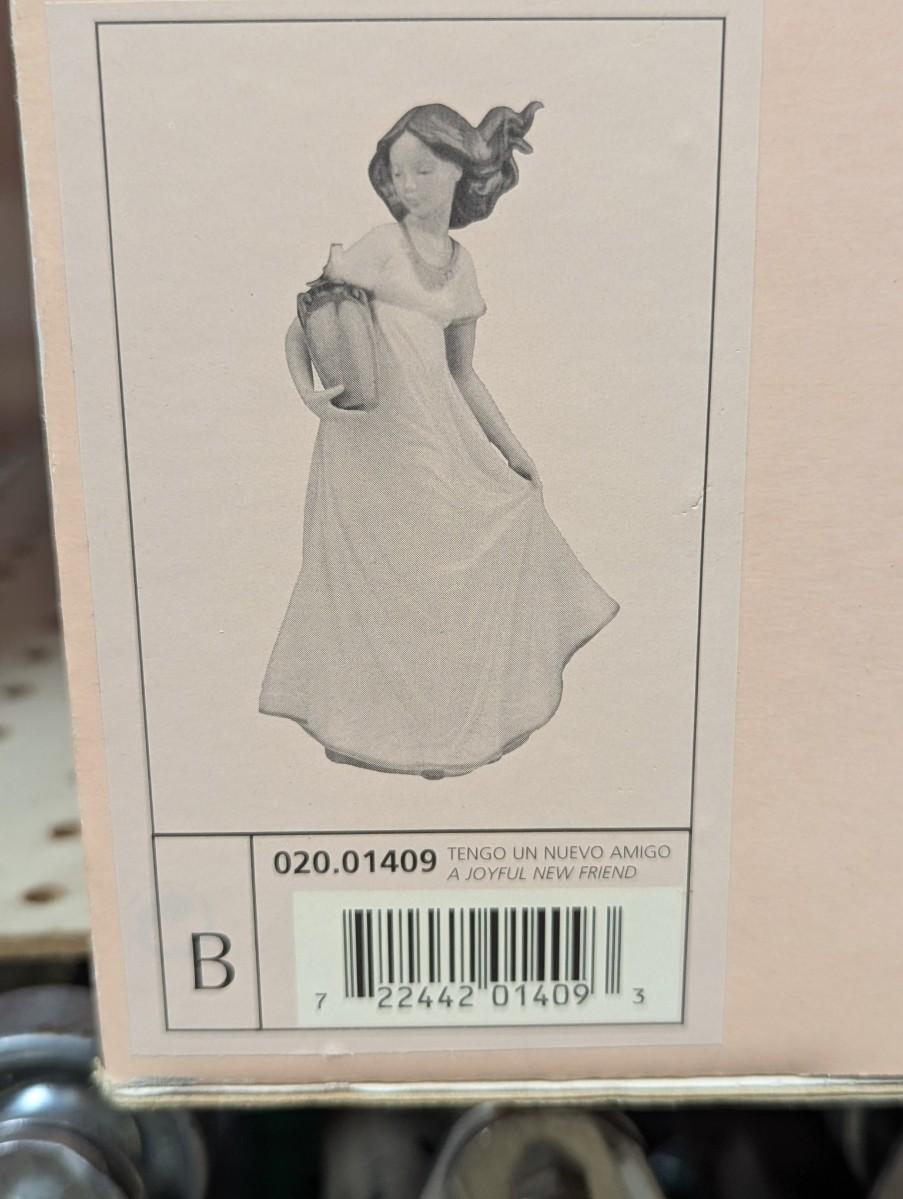 020.01409
TENGO UN NUEVO AMIGO
A JOYFUL NEW FRIEND
B
7 22442 01409 3